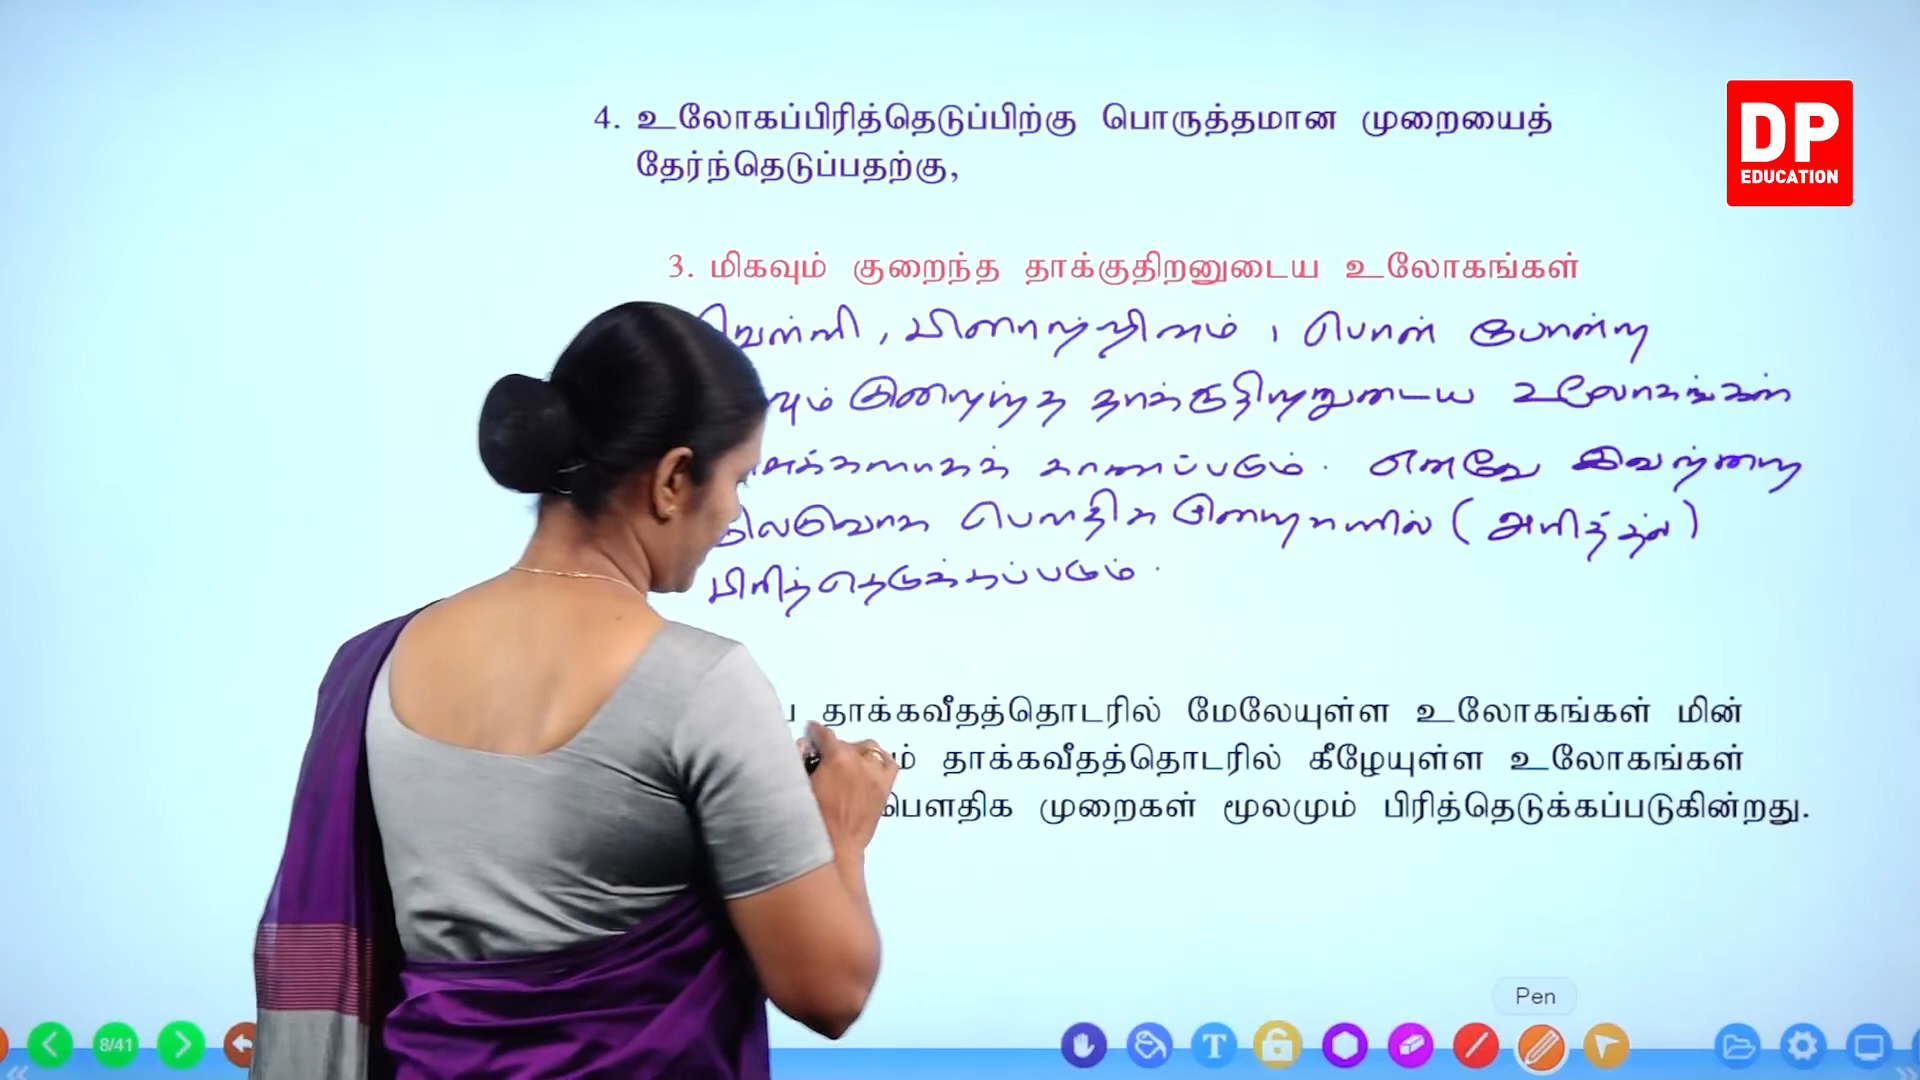 DP
EDUCATION
4. உலோகப்பிரித்தெடுப்பிற்கு பொருத்தமான முறையைத்
தேர்ந்தெடுப்பதற்கு,
3. மிகவும் குறைந்த தாக்குதிறனுடைய உலோகங்கள்
வெள்ளி, பிளாற்றினம், பொன் போன்ற
குறைந்த தாக்குதிறனுடைய உலோகங்கள்
காணப்படும். எனவே இவற்றை
பௌதிக முறைகளில் (அரித்தல்)
பிரித்தெடுக்கப்படும்.
தாக்கவீதத்தொடரில் மேலேயுள்ள உலோகங்கள் மின்
தாக்கவீதத்தொடரில் கீழேயுள்ள உலோகங்கள்
பௌதிக முறைகள் மூலமும் பிரித்தெடுக்கப்படுகின்றது.
Pen
8/41
T